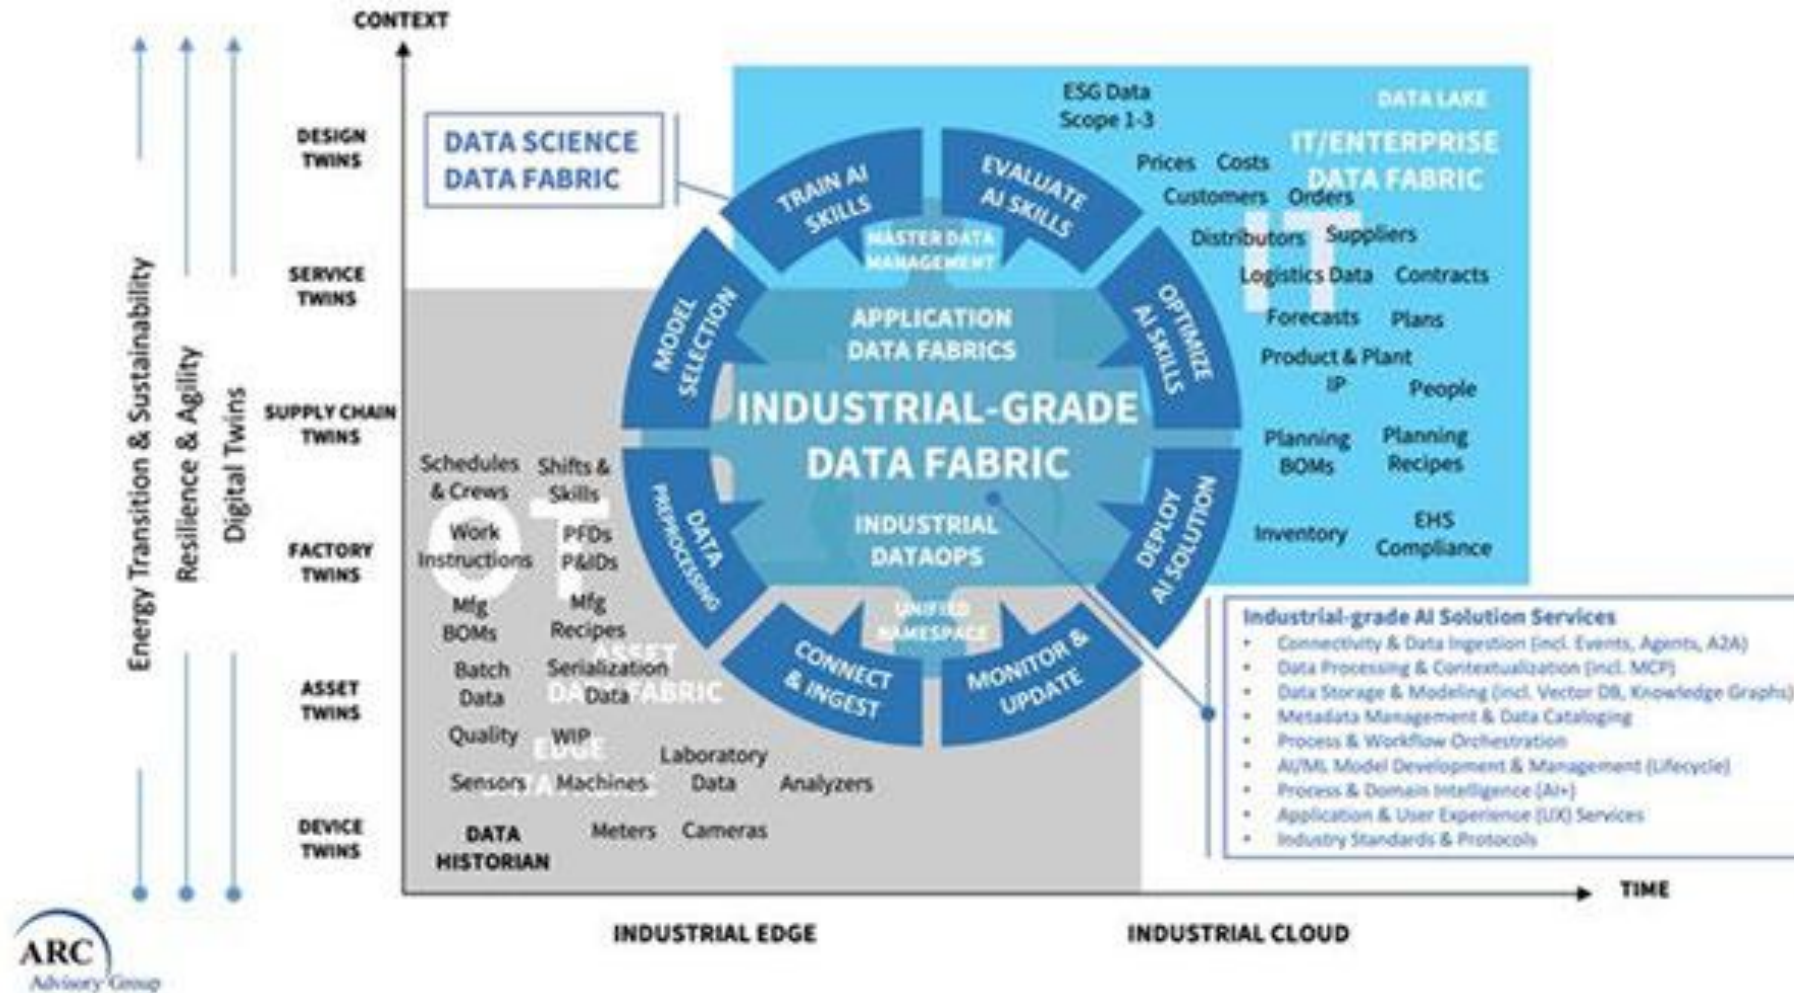 CONTEXT
Energy Transition & Sustainability
Resilience & Agility
Digital Twins
DESIGN
TWINS
SERVICE
TWINS
SUPPLY CHAIN
TWINS
FACTORY
TWINS
ASSET
TWINS
DEVICE
TWINS
DATA SCIENCE
DATA FABRIC
TRAIN AI
SKILLS
EVALUATE
AI SKILLS
OPTIMIZE
AI SKILLS
DEPLOY
AI SOLUTION
MONITOR &
UPDATE
CONNECT
& INGEST
DATA
PREPROCESSING
MODEL
SELECTION
MASTER DATA
MANAGEMENT
APPLICATION
DATA FABRICS
INDUSTRIAL-GRADE
DATA FABRIC
INDUSTRIAL
DATAOPS
UNIFIED
NAMESPACE
DATA LAKE
IT/ENTERPRISE
DATA FABRIC
IT
ESG Data
Scope 1-3
Prices Costs
Customers Orders
Distributors Suppliers
Logistics Data Contracts
Forecasts Plans
Product & Plant
IP
People
Planning
BOMs
Planning
Recipes
Inventory
EHS
Compliance
OT
Schedules
& Crews
Shifts &
Skills
Work
Instructions
PFDs
P&IDs
Mfg
BOMs
Mfg
Recipes
ASSET
DATA FABRIC
Batch
Data
Serialization
Data
Quality
WIP
EDGE
Laboratory
Data
Sensors Machines
Analyzers
DATA
HISTORIAN
Meters Cameras
Industrial-grade AI Solution Services
• Connectivity & Data Ingestion (incl. Events, Agents, A2A)
• Data Processing & Contextualization (incl. MCP)
• Data Storage & Modeling (incl. Vector DB, Knowledge Graphs)
• Metadata Management & Data Cataloging
• Process & Workflow Orchestration
• AI/ML Model Development & Management (Lifecycle)
• Process & Domain Intelligence (AI+)
• Application & User Experience (UX) Services
• Industry Standards & Protocols
TIME
INDUSTRIAL EDGE
INDUSTRIAL CLOUD
ARC
Advisory Group